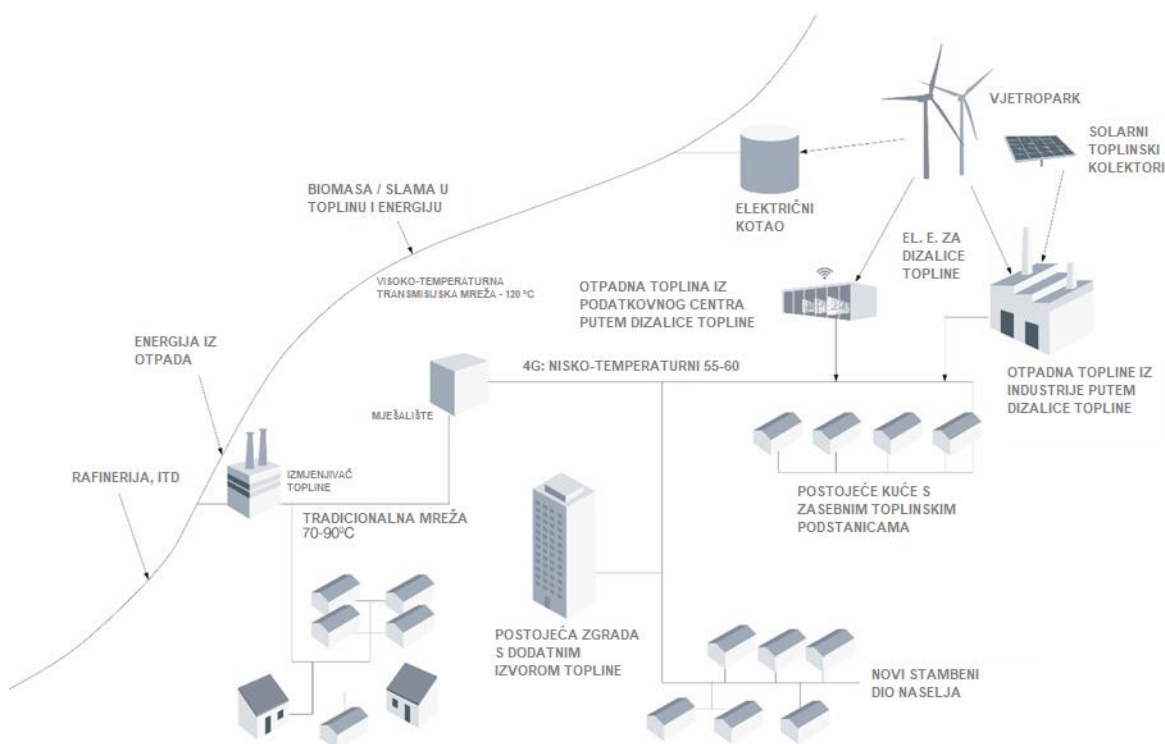 VJETROPARK
SOLARNI
TOPLINSKI
KOLEKTORI
BIOMASA / SLAMA U
TOPLINU I ENERGIJU
ELEKTRIČNI
KOTAO
EL. E. ZA
DIZALICE
TOPLINE
VISOKO-TEMPERATURNA
TRANSMISIJSKA MREŽA - 120 ºC
OTPADNA TOPLINA IZ
PODATKOVNOG CENTRA
PUTEM DIZALICE TOPLINE
ENERGIJA IZ
OTPADA
4G: NISKO-TEMPERATURNI 55-60
OTPADNA TOPLINE IZ
INDUSTRIJE PUTEM
DIZALICE TOPLINE
MJEŠALIŠTE
RAFINERIJA, ITD
IZMJENJIVAČ
TOPLINE
TRADICIONALNA MREŽA
70-90ºC
POSTOJEĆE KUĆE S
ZASEBNIM TOPLINSKIM
PODSTANICAMA
POSTOJEĆA ZGRADA
S DODATNIM
IZVOROM TOPLINE
NOVI STAMBENI
DIO NASELJA